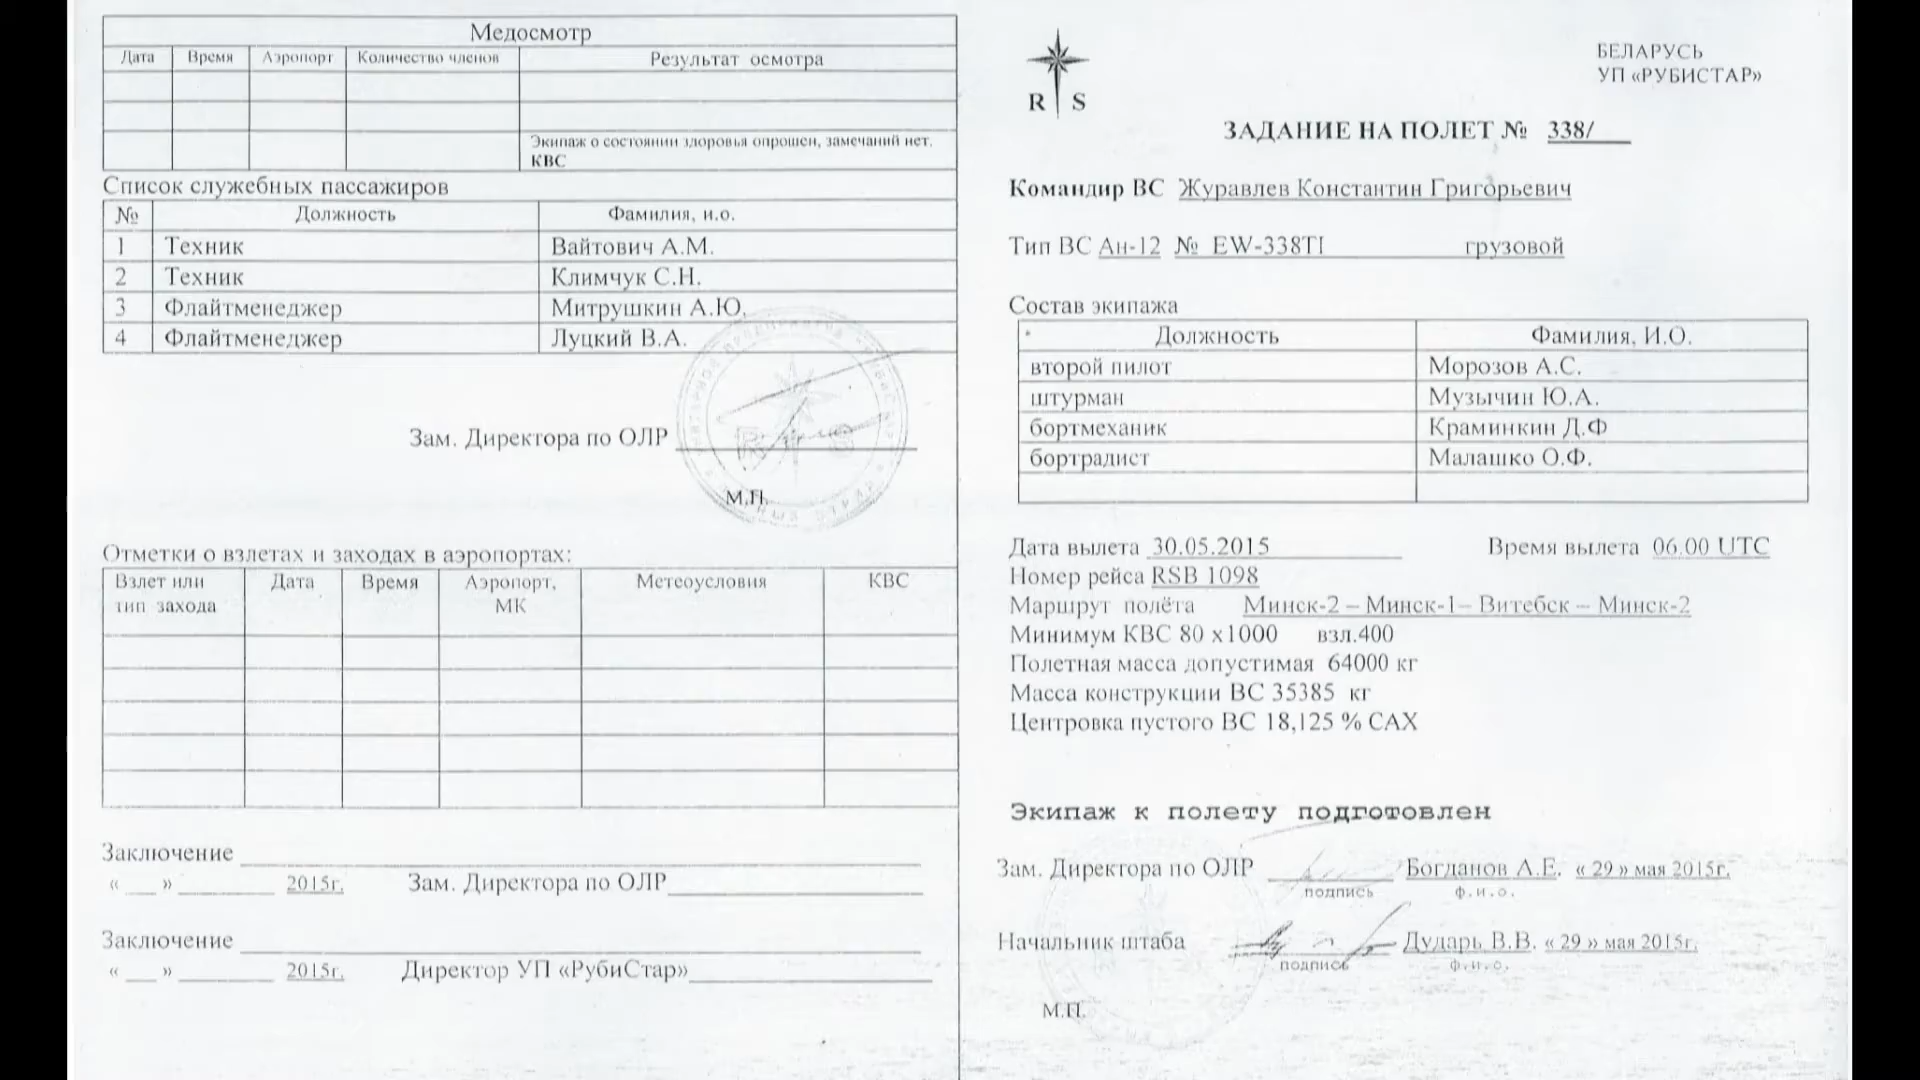 Медосмотр
Дата Время Аэропорт Количество членов Результат осмотра
Экипаж о состоянии здоровья опрошен, замечаний нет.
КВС
Список служебных пассажиров
№ Должность Фамилия, и.о.
1 Техник Вайтович А.М.
2 Техник Климчук С.Н.
3 Флайтменеджер Митрушкин А.Ю.
4 Флайтменеджер Луцкий В.А.
Зам. Директора по ОЛР
М.П.
Отметки о взлетах и заходах в аэропортах:
Взлет или тип захода Дата Время Аэропорт, МК Метеоусловия КВС
Заключение
« ___ » _________ 2015г. Зам. Директора по ОЛР
Заключение
« ___ » _________ 2015г. Директор УП «РубиСтар»
R S
БЕЛАРУСЬ
УП «РУБИСТАР»
ЗАДАНИЕ НА ПОЛЕТ № 338/
Командир ВС Журавлев Константин Григорьевич
Тип ВС Ан-12 № EW-338TI грузовой
Состав экипажа
Должность Фамилия, И.О.
второй пилот Морозов А.С.
штурман Музычин Ю.А.
бортмеханик Краминкин Д.Ф
бортрадист Малашко О.Ф.
Дата вылета 30.05.2015 Время вылета 06.00 UTC
Номер рейса RSB 1098
Маршрут полёта Минск-2 – Минск-1– Витебск – Минск-2
Минимум КВС 80 х1000 взл.400
Полетная масса допустимая 64000 кг
Масса конструкции ВС 35385 кг
Центровка пустого ВС 18,125 % САХ
Экипаж к полету подготовлен
Зам. Директора по ОЛР Богданов А.Е. « 29 » мая 2015г.
подпись ф.и.о.
Начальник штаба Дударь В.В. « 29 » мая 2015г.
подпись ф.и.о.
М.П.